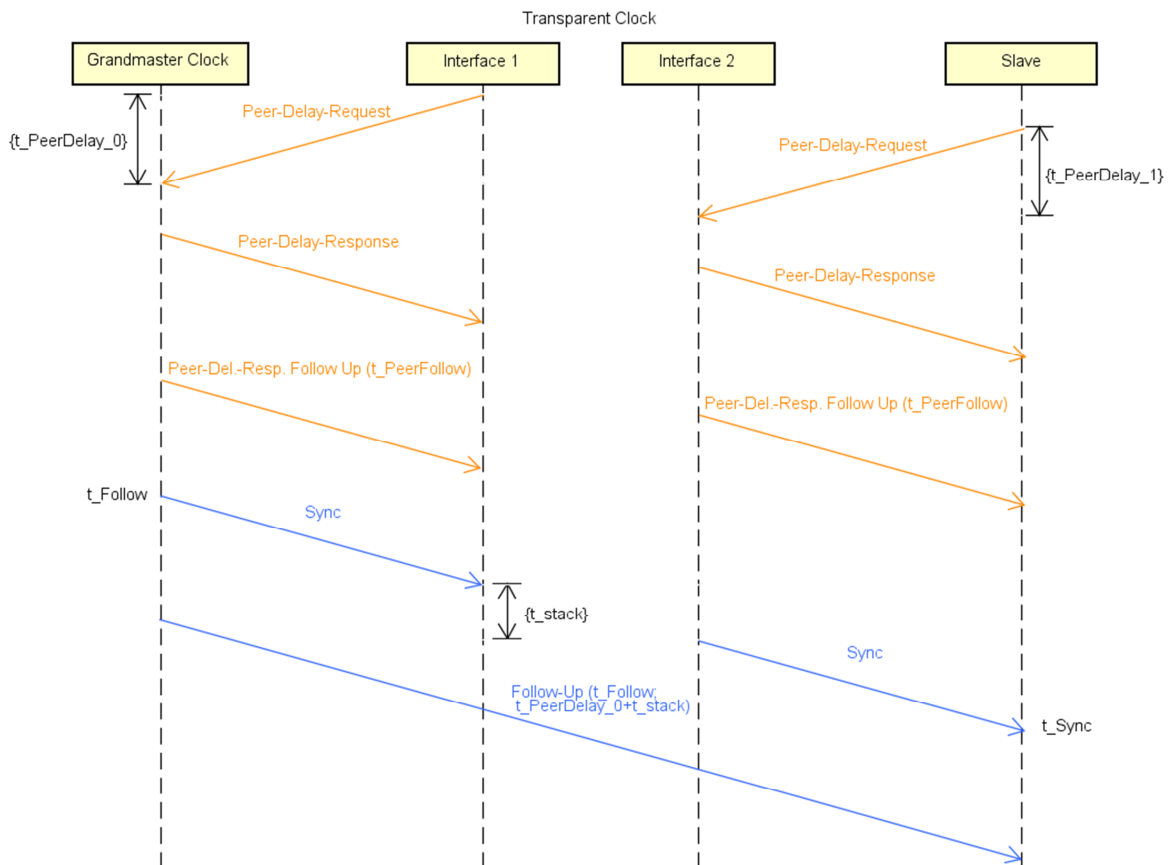 Transparent Clock
Grandmaster Clock
Interface 1
Interface 2
Slave
Peer-Delay-Request
{t_PeerDelay_0}
Peer-Delay-Request
{t_PeerDelay_1}
Peer-Delay-Response
Peer-Delay-Response
Peer-Del.-Resp. Follow Up (t_PeerFollow)
Peer-Del.-Resp. Follow Up (t_PeerFollow)
t_Follow
Sync
{t_stack}
Sync
Follow-Up (t_Follow;
t_PeerDelay_0+t_stack)
t_Sync